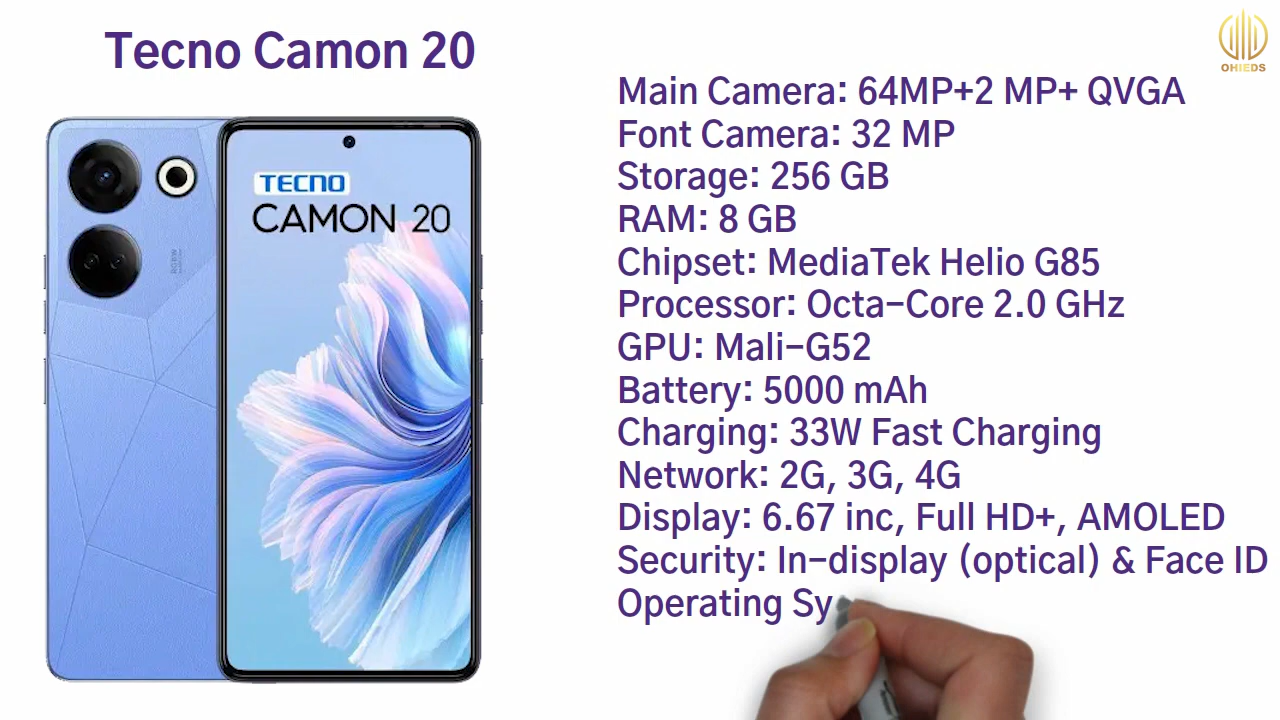 Tecno Camon 20
OHIEDS
Main Camera: 64MP+2 MP+ QVGA
Font Camera: 32 MP
Storage: 256 GB
RAM: 8 GB
Chipset: MediaTek Helio G85
Processor: Octa-Core 2.0 GHz
GPU: Mali-G52
Battery: 5000 mAh
Charging: 33W Fast Charging
Network: 2G, 3G, 4G
Display: 6.67 inc, Full HD+, AMOLED
Security: In-display (optical) & Face ID
Operating Sy
TECNO
CAMON 20
RGBW